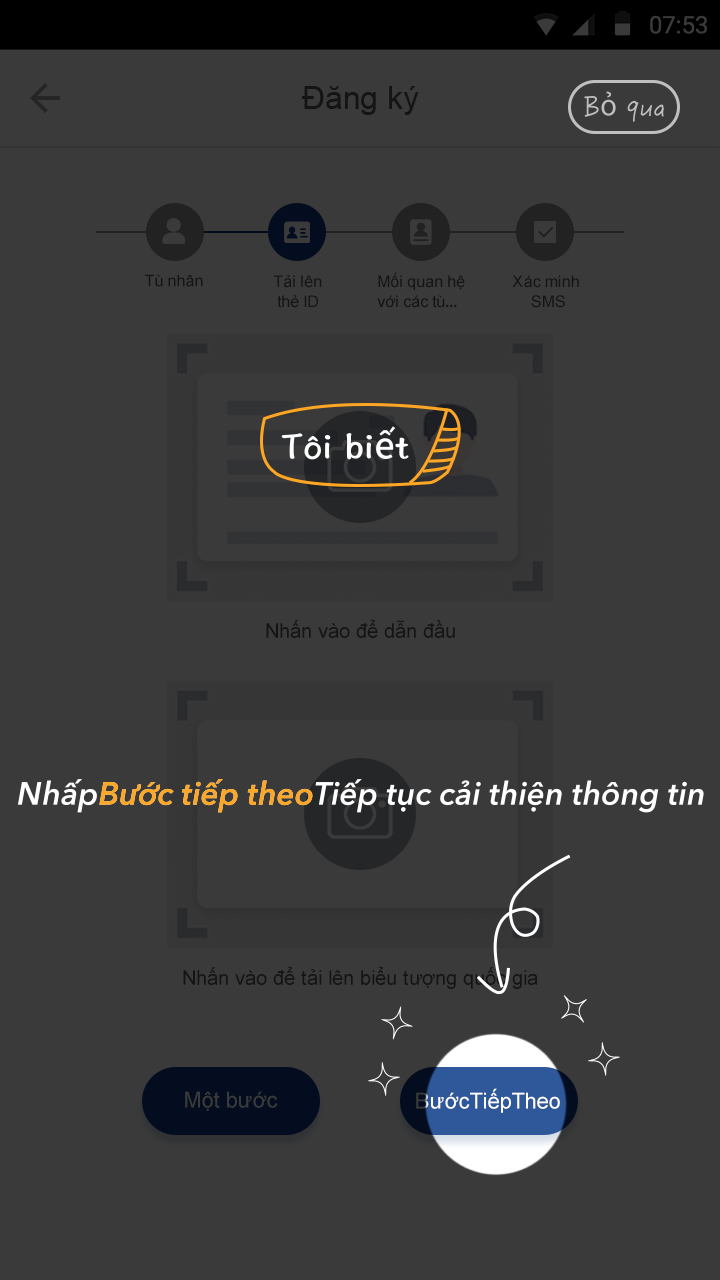 07:53
Đăng ký
Bỏ qua
Tù nhân
Tải lên
thẻ ID
Mối quan hệ
với các tù...
Xác minh
SMS
Tôi biết
Nhấn vào để dẫn đầu
NhấpBước tiếp theoTiếp tục cải thiện thông tin
Nhấn vào để tải lên biểu tượng quốc gia
Một bước
BướcTiếpTheo